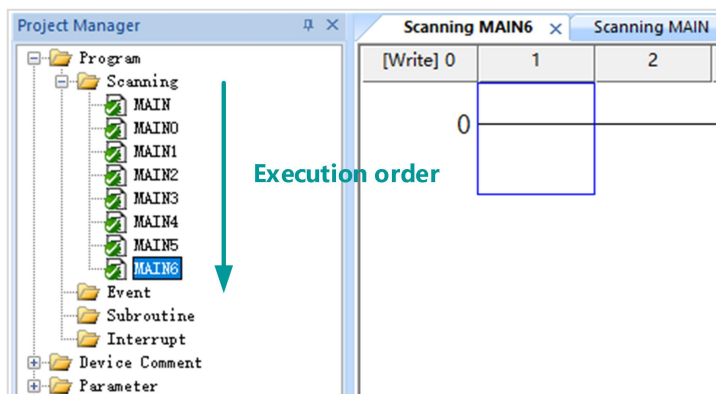 Project Manager
Program
Scanning
MAIN
MAIN0
MAIN1
MAIN2
MAIN3
MAIN4
MAIN5
MAIN6
Event
Subroutine
Interrupt
Device Comment
Parameter
Execution order
Scanning MAIN6
Scanning MAIN
[Write] 0 1 2
0